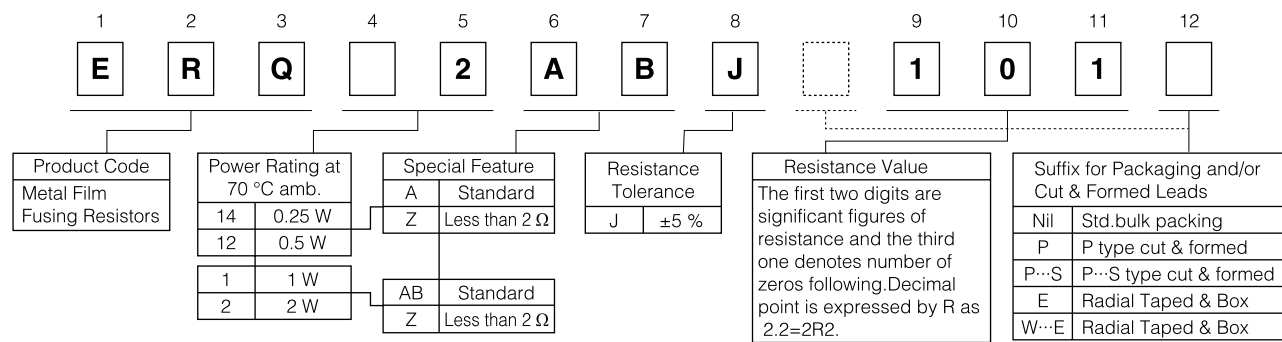 1 2 3 4 5 6 7 8 9 10 11 12
E R Q 2 A B J 1 0 1
Product Code
Metal Film
Fusing Resistors
Power Rating at
70 °C amb.
14 0.25 W
12 0.5 W
1 1 W
2 2 W
Special Feature
A Standard
Z Less than 2 Ω
AB Standard
Z Less than 2 Ω
Resistance
Tolerance
J ±5 %
Resistance Value
The first two digits are
significant figures of
resistance and the third
one denotes number of
zeros following.Decimal
point is expressed by R as
2.2=2R2.
Suffix for Packaging and/or
Cut & Formed Leads
Nil Std.bulk packing
P P type cut & formed
P···S P···S type cut & formed
E Radial Taped & Box
W···E Radial Taped & Box